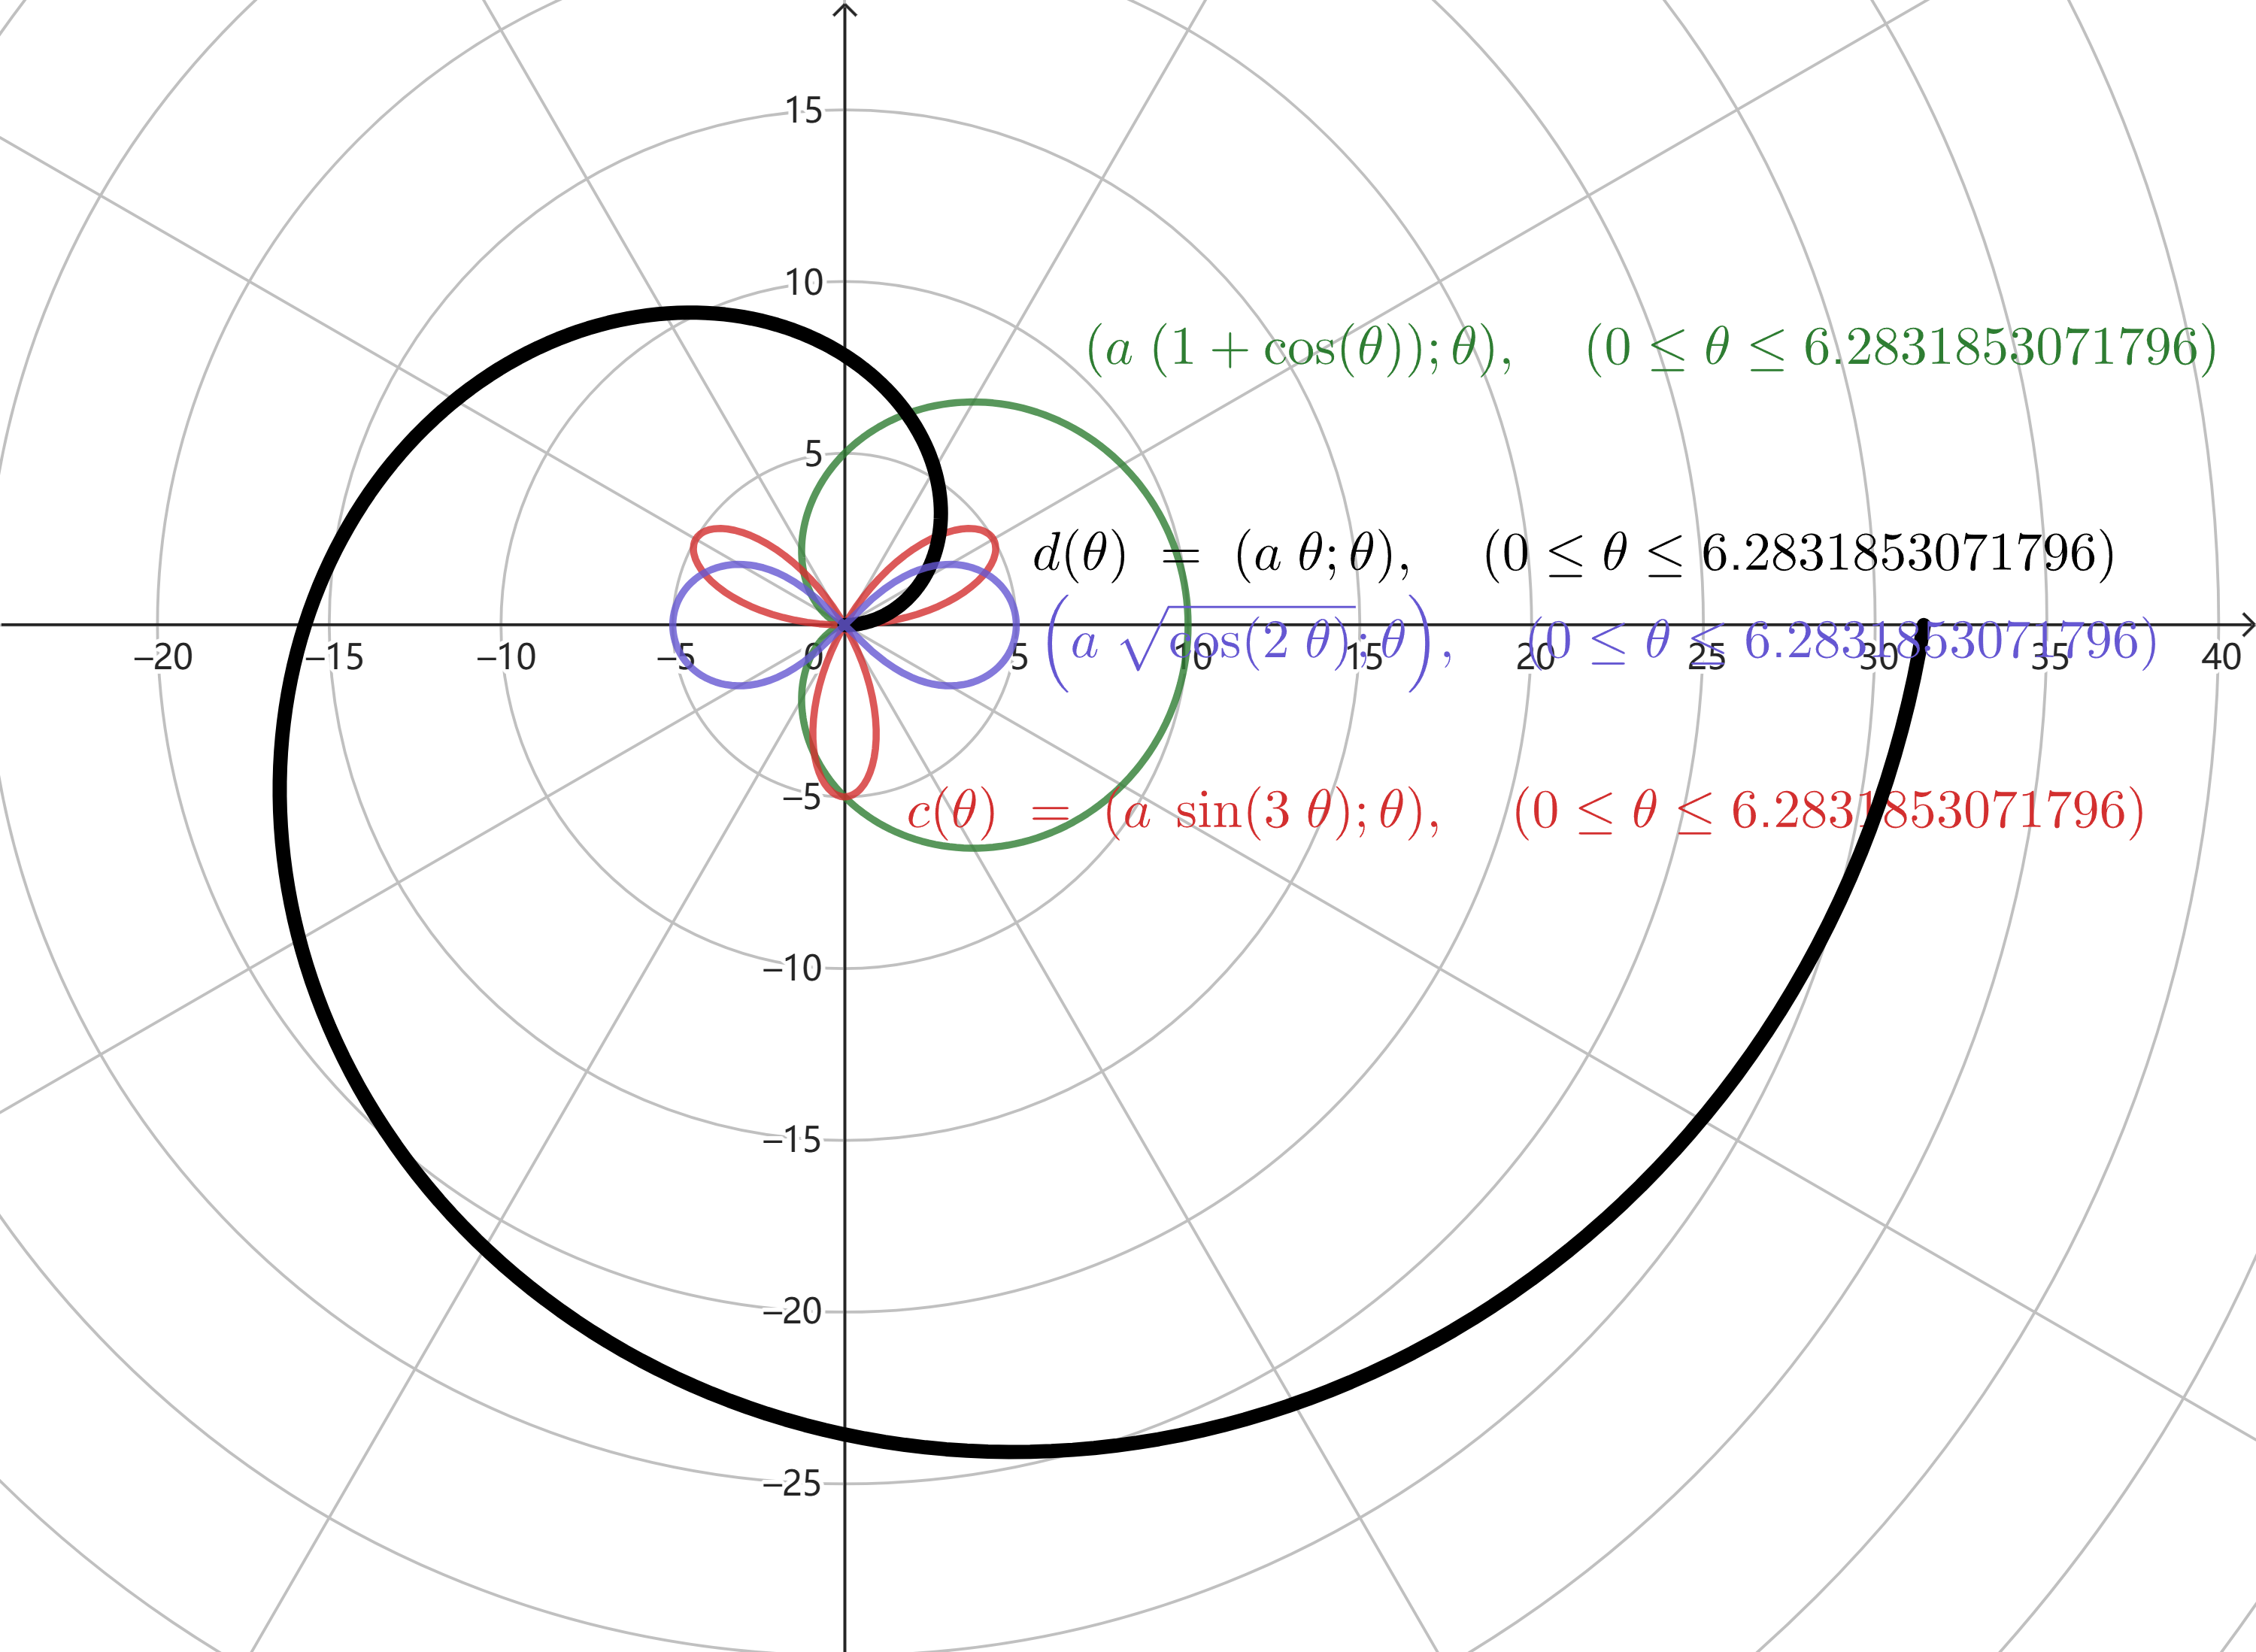 15
10
(a (1 + cos(θ)); θ), (0 ≤ θ ≤ 6.2831853071796)
5
d(θ) = (a θ; θ), (0 ≤ θ ≤ 6.2831853071796)
(a √cos(2 θ); θ), (0 ≤ θ ≤ 6.2831853071796)
−20 −15 −10 −5 0 5 10 15 20 25 30 35 40
−5
c(θ) = (a sin(3 θ); θ), (0 ≤ θ ≤ 6.2831853071796)
−10
−15
−20
−25